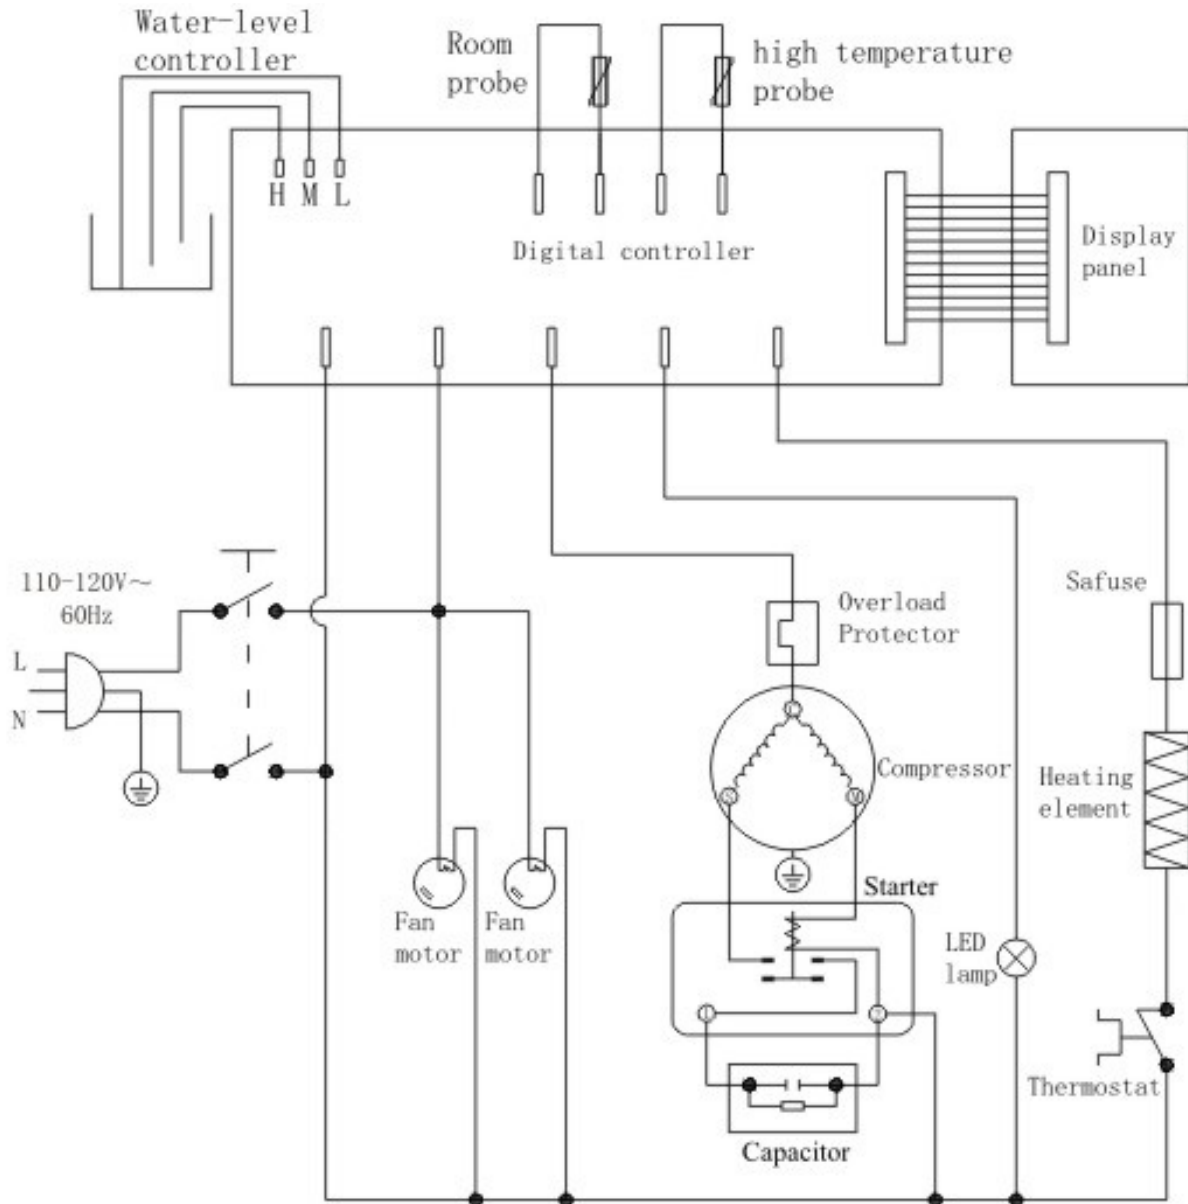 Water-level
controller
Room
probe
high temperature
probe
H M L
Digital controller
Display
panel
110-120V～
60Hz
L
N
Overload
Protector
Safuse
C
S
M
Compressor
Heating
element
Starter
Fan
motor
Fan
motor
LED
lamp
1
Thermostat
Capacitor